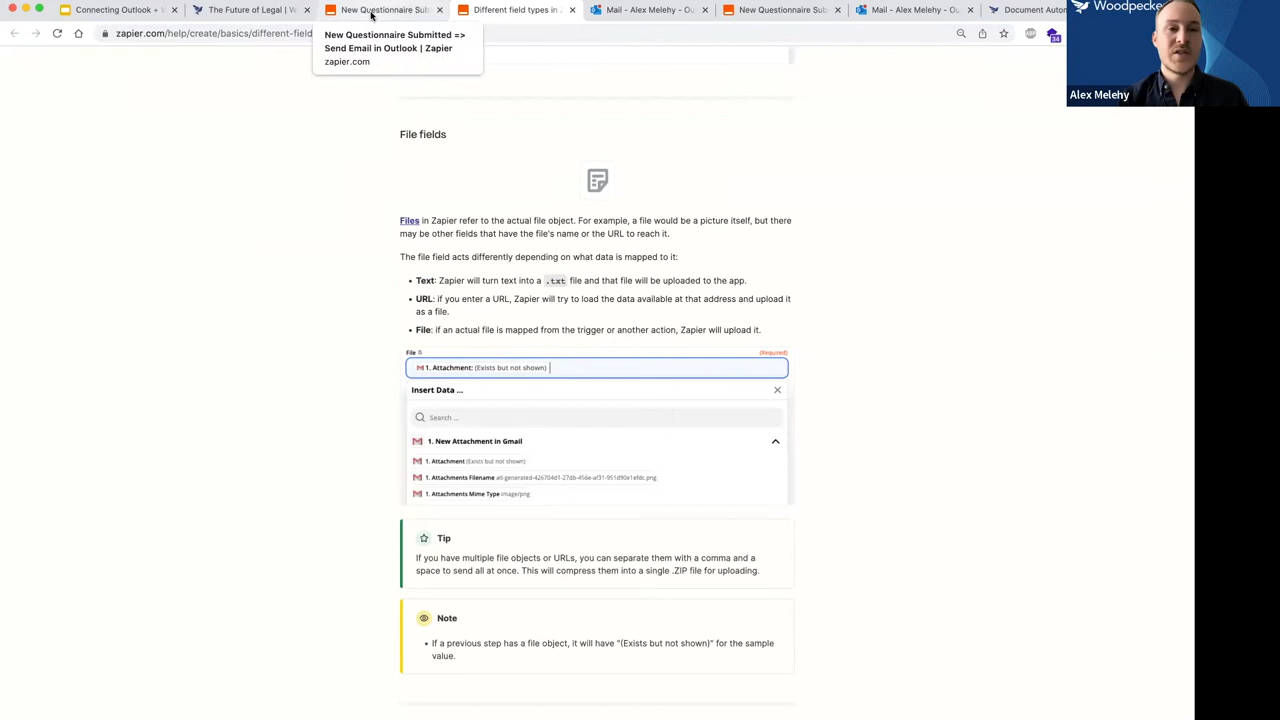 Connecting Outlook +
The Future of Legal | W
New Questionnaire Sub
Different field types in
Mail - Alex Melehy - Ou
New Questionnaire Sub
Mail - Alex Melehy - Ou
Document Autom
Woodpecker
zapier.com/help/create/basics/different-field
34
New Questionnaire Submitted =>
Send Email in Outlook | Zapier
zapier.com
Alex Melehy
File fields
Files in Zapier refer to the actual file object. For example, a file would be a picture itself, but there
may be other fields that have the file's name or the URL to reach it.
The file field acts differently depending on what data is mapped to it:
• Text: Zapier will turn text into a .txt file and that file will be uploaded to the app.
• URL: if you enter a URL, Zapier will try to load the data available at that address and upload it
as a file.
• File: if an actual file is mapped from the trigger or another action, Zapier will upload it.
File (Required)
1. Attachment: (Exists but not shown)
Insert Data ...
Search ...
1. New Attachment in Gmail
1. Attachment (Exists but not shown)
1. Attachments Filename
1. Attachments Mime Type image/png
Tip
If you have multiple file objects or URLs, you can separate them with a comma and a
space to send all at once. This will compress them into a single .ZIP file for uploading.
Note
• If a previous step has a file object, it will have "(Exists but not shown)" for the sample
value.